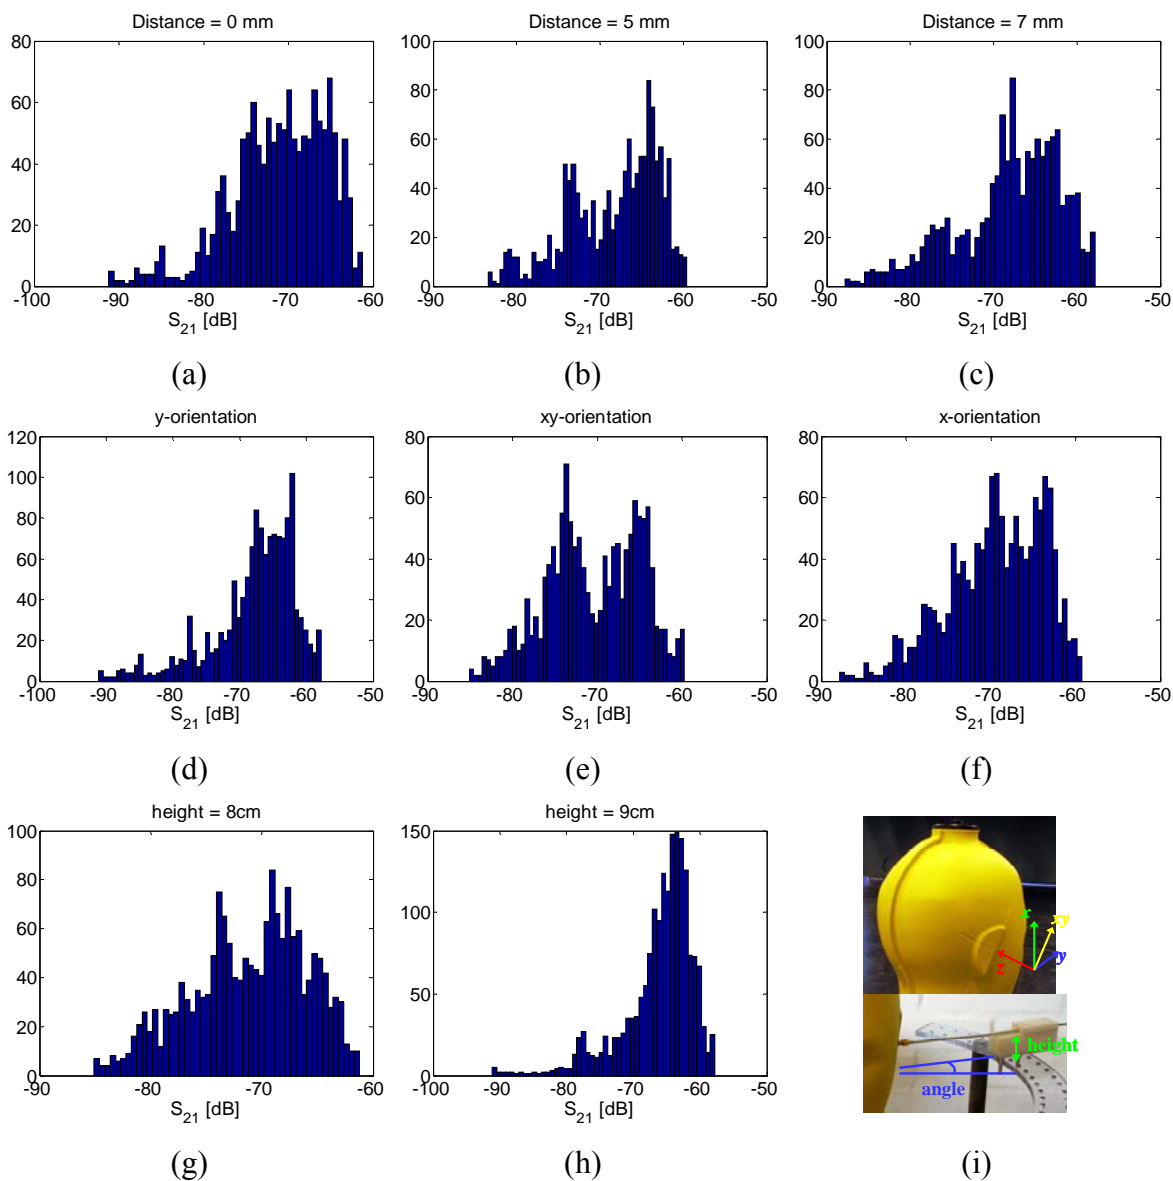 Distance = 0 mm
80
60
40
20
0
-100
-90
-80
-70
-60
S21 [dB]
(a)
Distance = 5 mm
100
80
60
40
20
0
-90
-80
-70
-60
-50
S21 [dB]
(b)
Distance = 7 mm
100
80
60
40
20
0
-90
-80
-70
-60
-50
S21 [dB]
(c)
y-orientation
120
100
80
60
40
20
0
-100
-90
-80
-70
-60
-50
S21 [dB]
(d)
xy-orientation
80
60
40
20
0
-90
-80
-70
-60
-50
S21 [dB]
(e)
x-orientation
80
60
40
20
0
-90
-80
-70
-60
-50
S21 [dB]
(f)
height = 8cm
100
80
60
40
20
0
-90
-80
-70
-60
S21 [dB]
(g)
height = 9cm
150
100
50
0
-100
-90
-80
-70
-60
-50
S21 [dB]
(h)
x
xy
y
z
height
angle
(i)